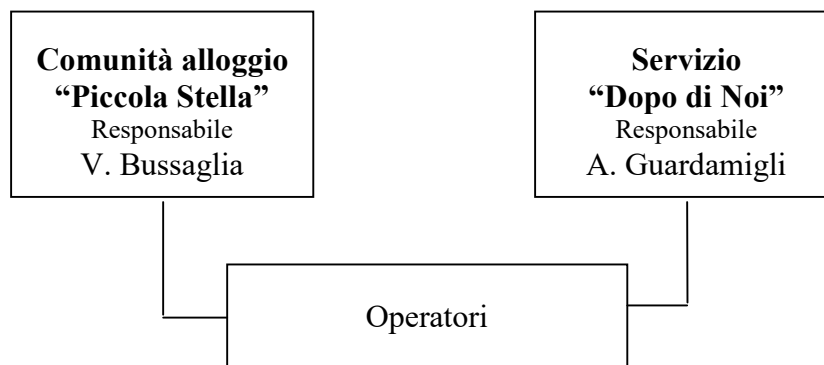 Comunità alloggio
“Piccola Stella”
Responsabile
V. Bussaglia
Servizio
“Dopo di Noi”
Responsabile
A. Guardamigli
Operatori